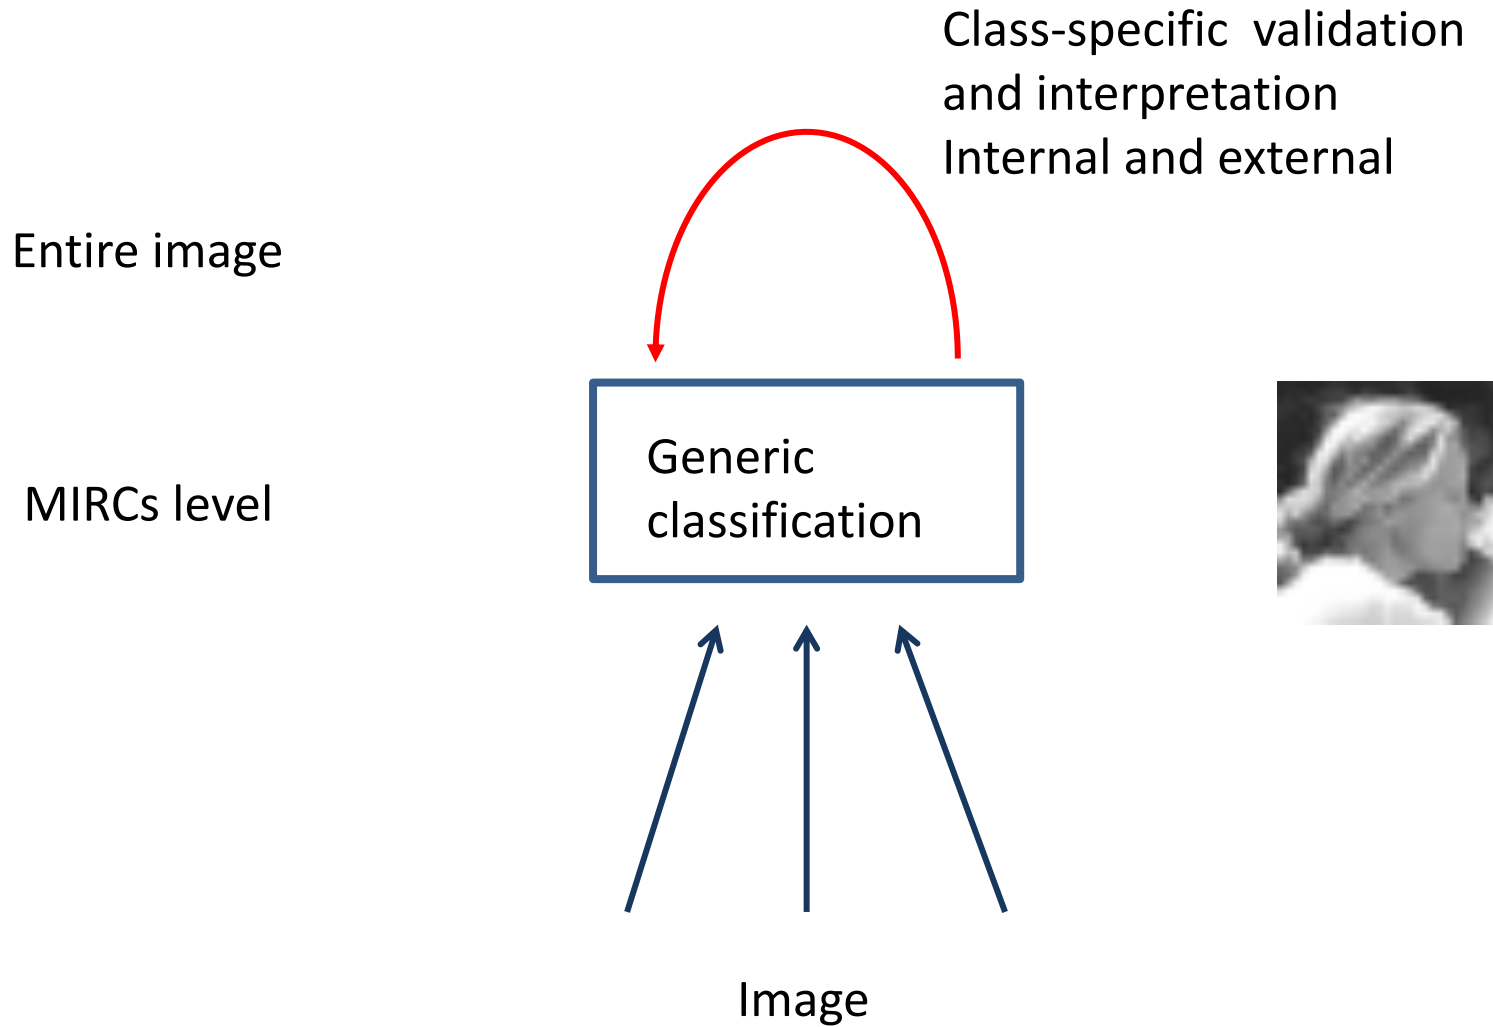 Class-specific  validation
and interpretation
Internal and external
Entire image
Generic
classification
MIRCs level
Image